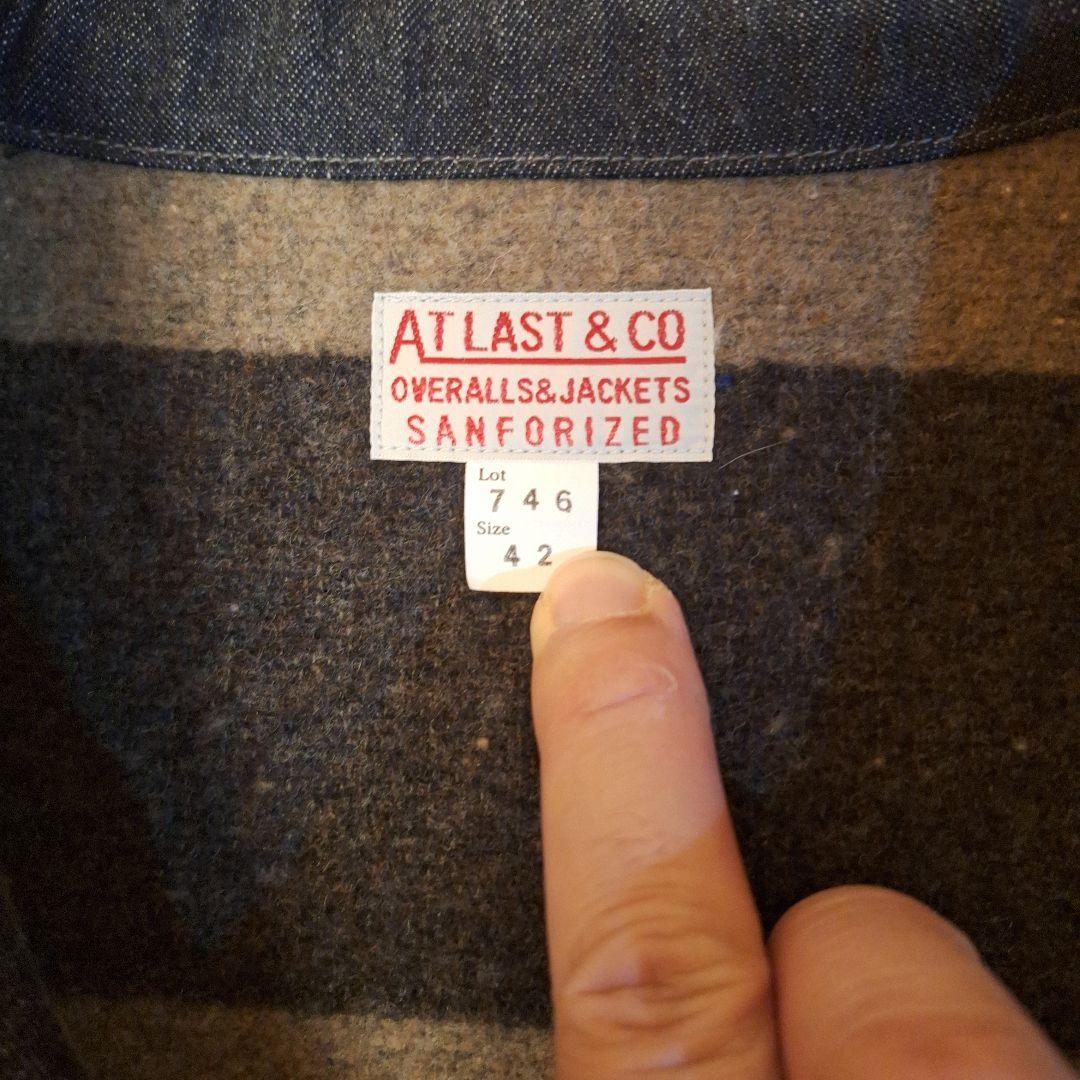 AT LAST & CO
OVERALLS&JACKETS
SANFORIZED
Lot
746
Size
42